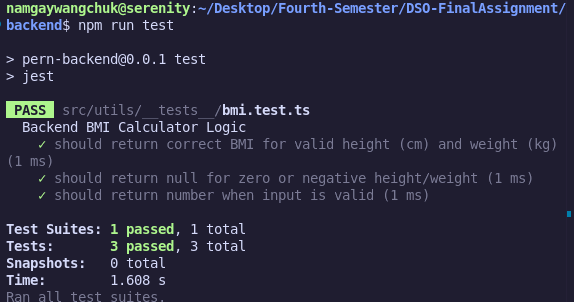 namgaywangchuk@serenity:~/Desktop/Fourth-Semester/DSO-FinalAssignment/
backend$ npm run test
> pern-backend@0.0.1 test
> jest
PASS src/utils/__tests__/bmi.test.ts
Backend BMI Calculator Logic
✓ should return correct BMI for valid height (cm) and weight (kg)
(1 ms)
✓ should return null for zero or negative height/weight (1 ms)
✓ should return number when input is valid (1 ms)
Test Suites: 1 passed, 1 total
Tests:       3 passed, 3 total
Snapshots:   0 total
Time:        1.608 s
Ran all test suites.